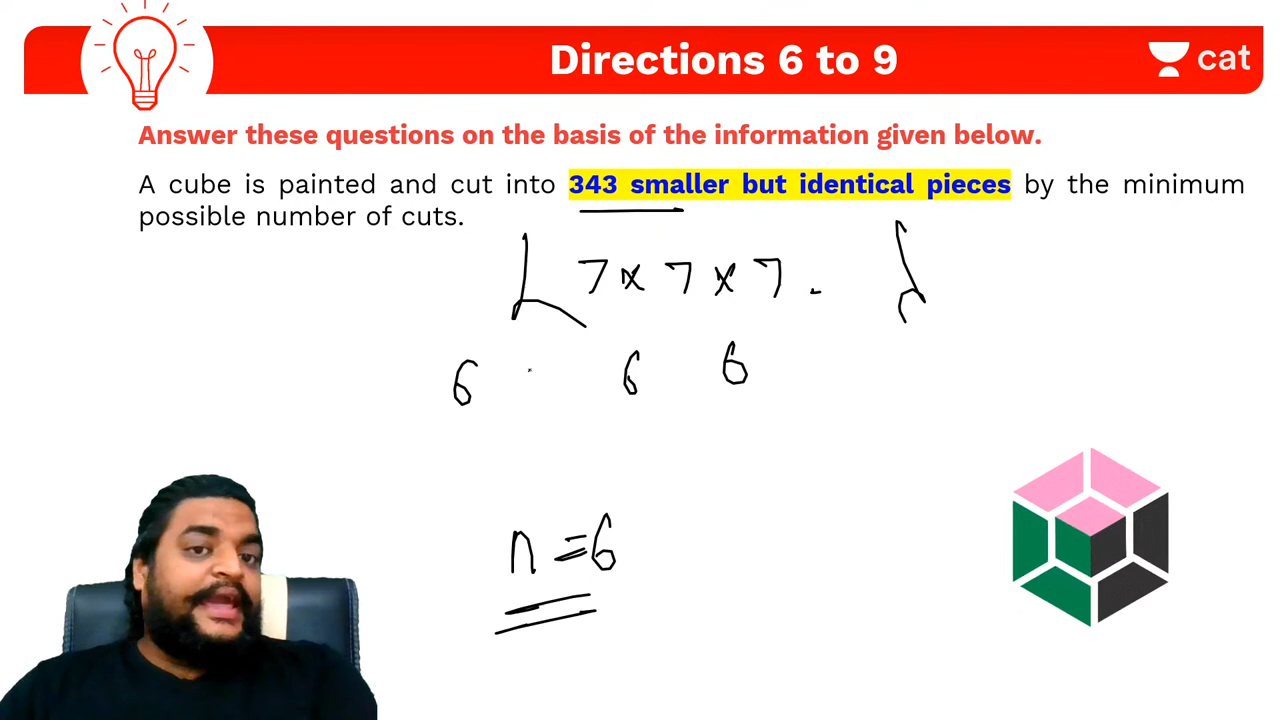 Directions 6 to 9
cat
Answer these questions on the basis of the information given below.
A cube is painted and cut into 343 smaller but identical pieces by the minimum
possible number of cuts.
7 x 7 x 7 .
6 6 6
n = 6